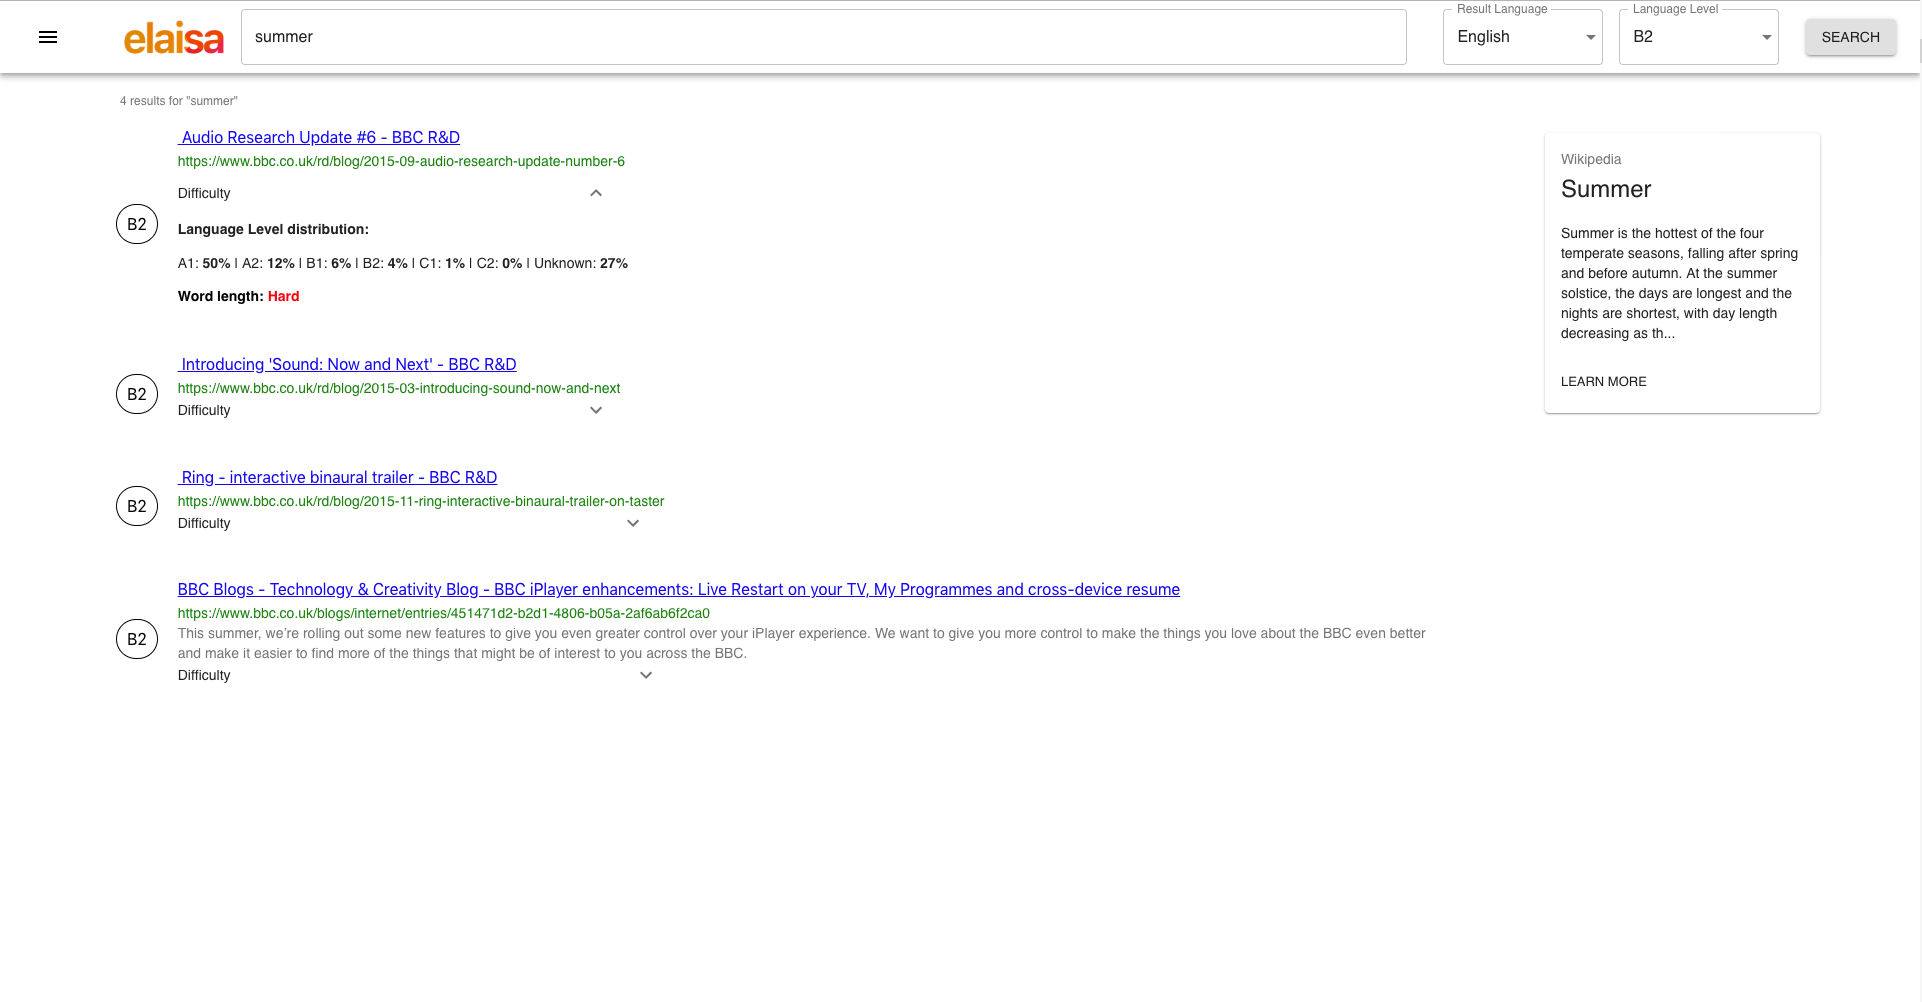 elaisa
summer
Result Language
English
Language Level
B2
SEARCH
4 results for "summer"
B2
Audio Research Update #6 - BBC R&D
https://www.bbc.co.uk/rd/blog/2015-09-audio-research-update-number-6
Difficulty
Language Level distribution:
A1: 50% | A2: 12% | B1: 6% | B2: 4% | C1: 1% | C2: 0% | Unknown: 27%
Word length: Hard
B2
Introducing 'Sound: Now and Next' - BBC R&D
https://www.bbc.co.uk/rd/blog/2015-03-introducing-sound-now-and-next
Difficulty
B2
Ring - interactive binaural trailer - BBC R&D
https://www.bbc.co.uk/rd/blog/2015-11-ring-interactive-binaural-trailer-on-taster
Difficulty
B2
BBC Blogs - Technology & Creativity Blog - BBC iPlayer enhancements: Live Restart on your TV, My Programmes and cross-device resume
https://www.bbc.co.uk/blogs/internet/entries/451471d2-b2d1-4806-b05a-2af6ab6f2ca0
This summer, we're rolling out some new features to give you even greater control over your iPlayer experience. We want to give you more control to make the things you love about the BBC even better
and make it easier to find more of the things that might be of interest to you across the BBC.
Difficulty
Wikipedia
Summer
Summer is the hottest of the four
temperate seasons, falling after spring
and before autumn. At the summer
solstice, the days are longest and the
nights are shortest, with day length
decreasing as th...
LEARN MORE